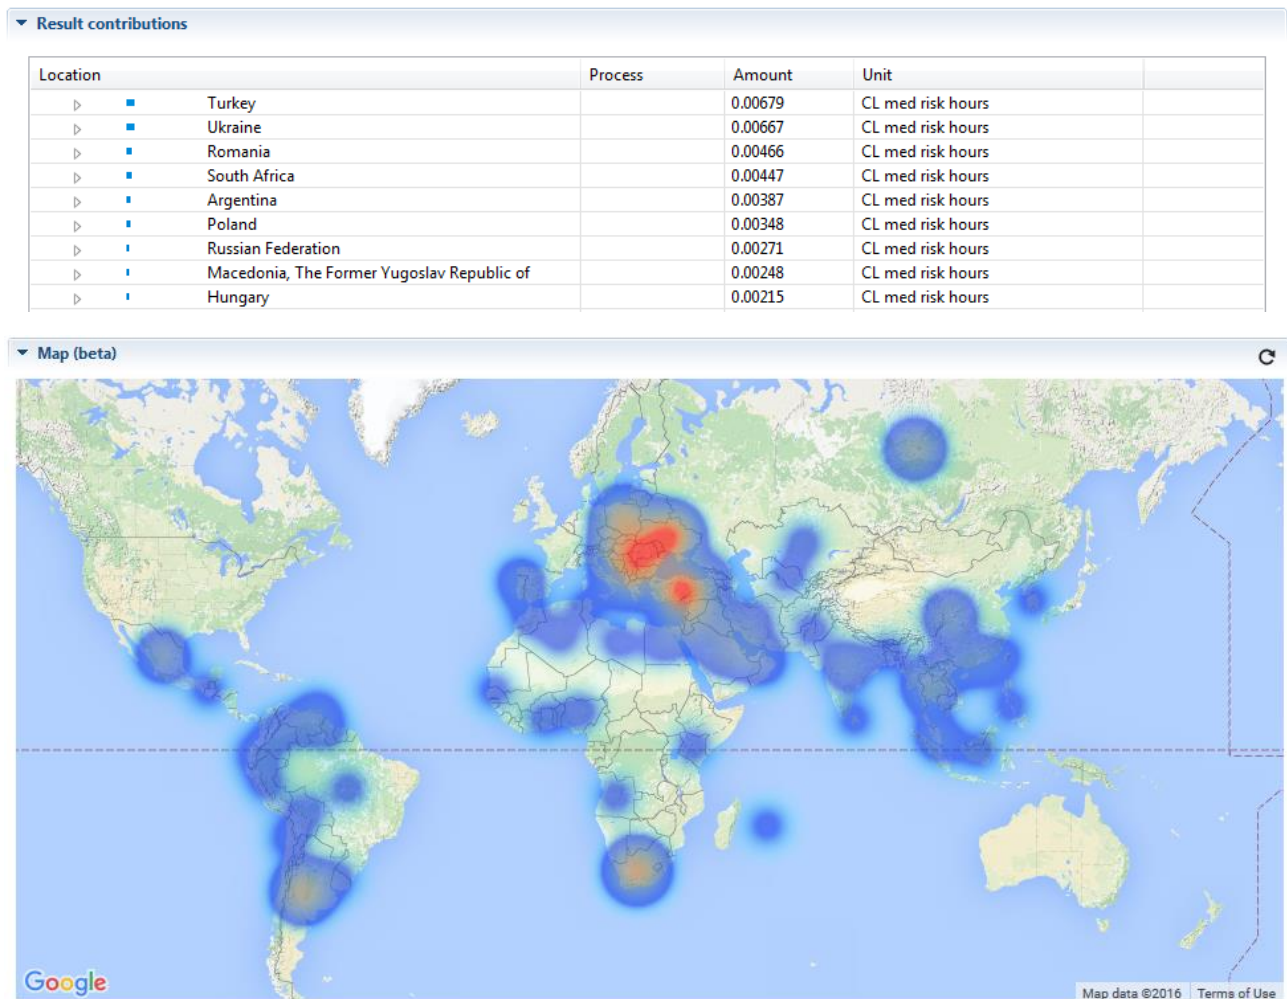 Result contributions
Location Process Amount Unit
Turkey 0.00679 CL med risk hours
Ukraine 0.00667 CL med risk hours
Romania 0.00466 CL med risk hours
South Africa 0.00447 CL med risk hours
Argentina 0.00387 CL med risk hours
Poland 0.00348 CL med risk hours
Russian Federation 0.00271 CL med risk hours
Macedonia, The Former Yugoslav Republic of 0.00248 CL med risk hours
Hungary 0.00215 CL med risk hours
Map (beta)
Google
Map data ©2016 Terms of Use